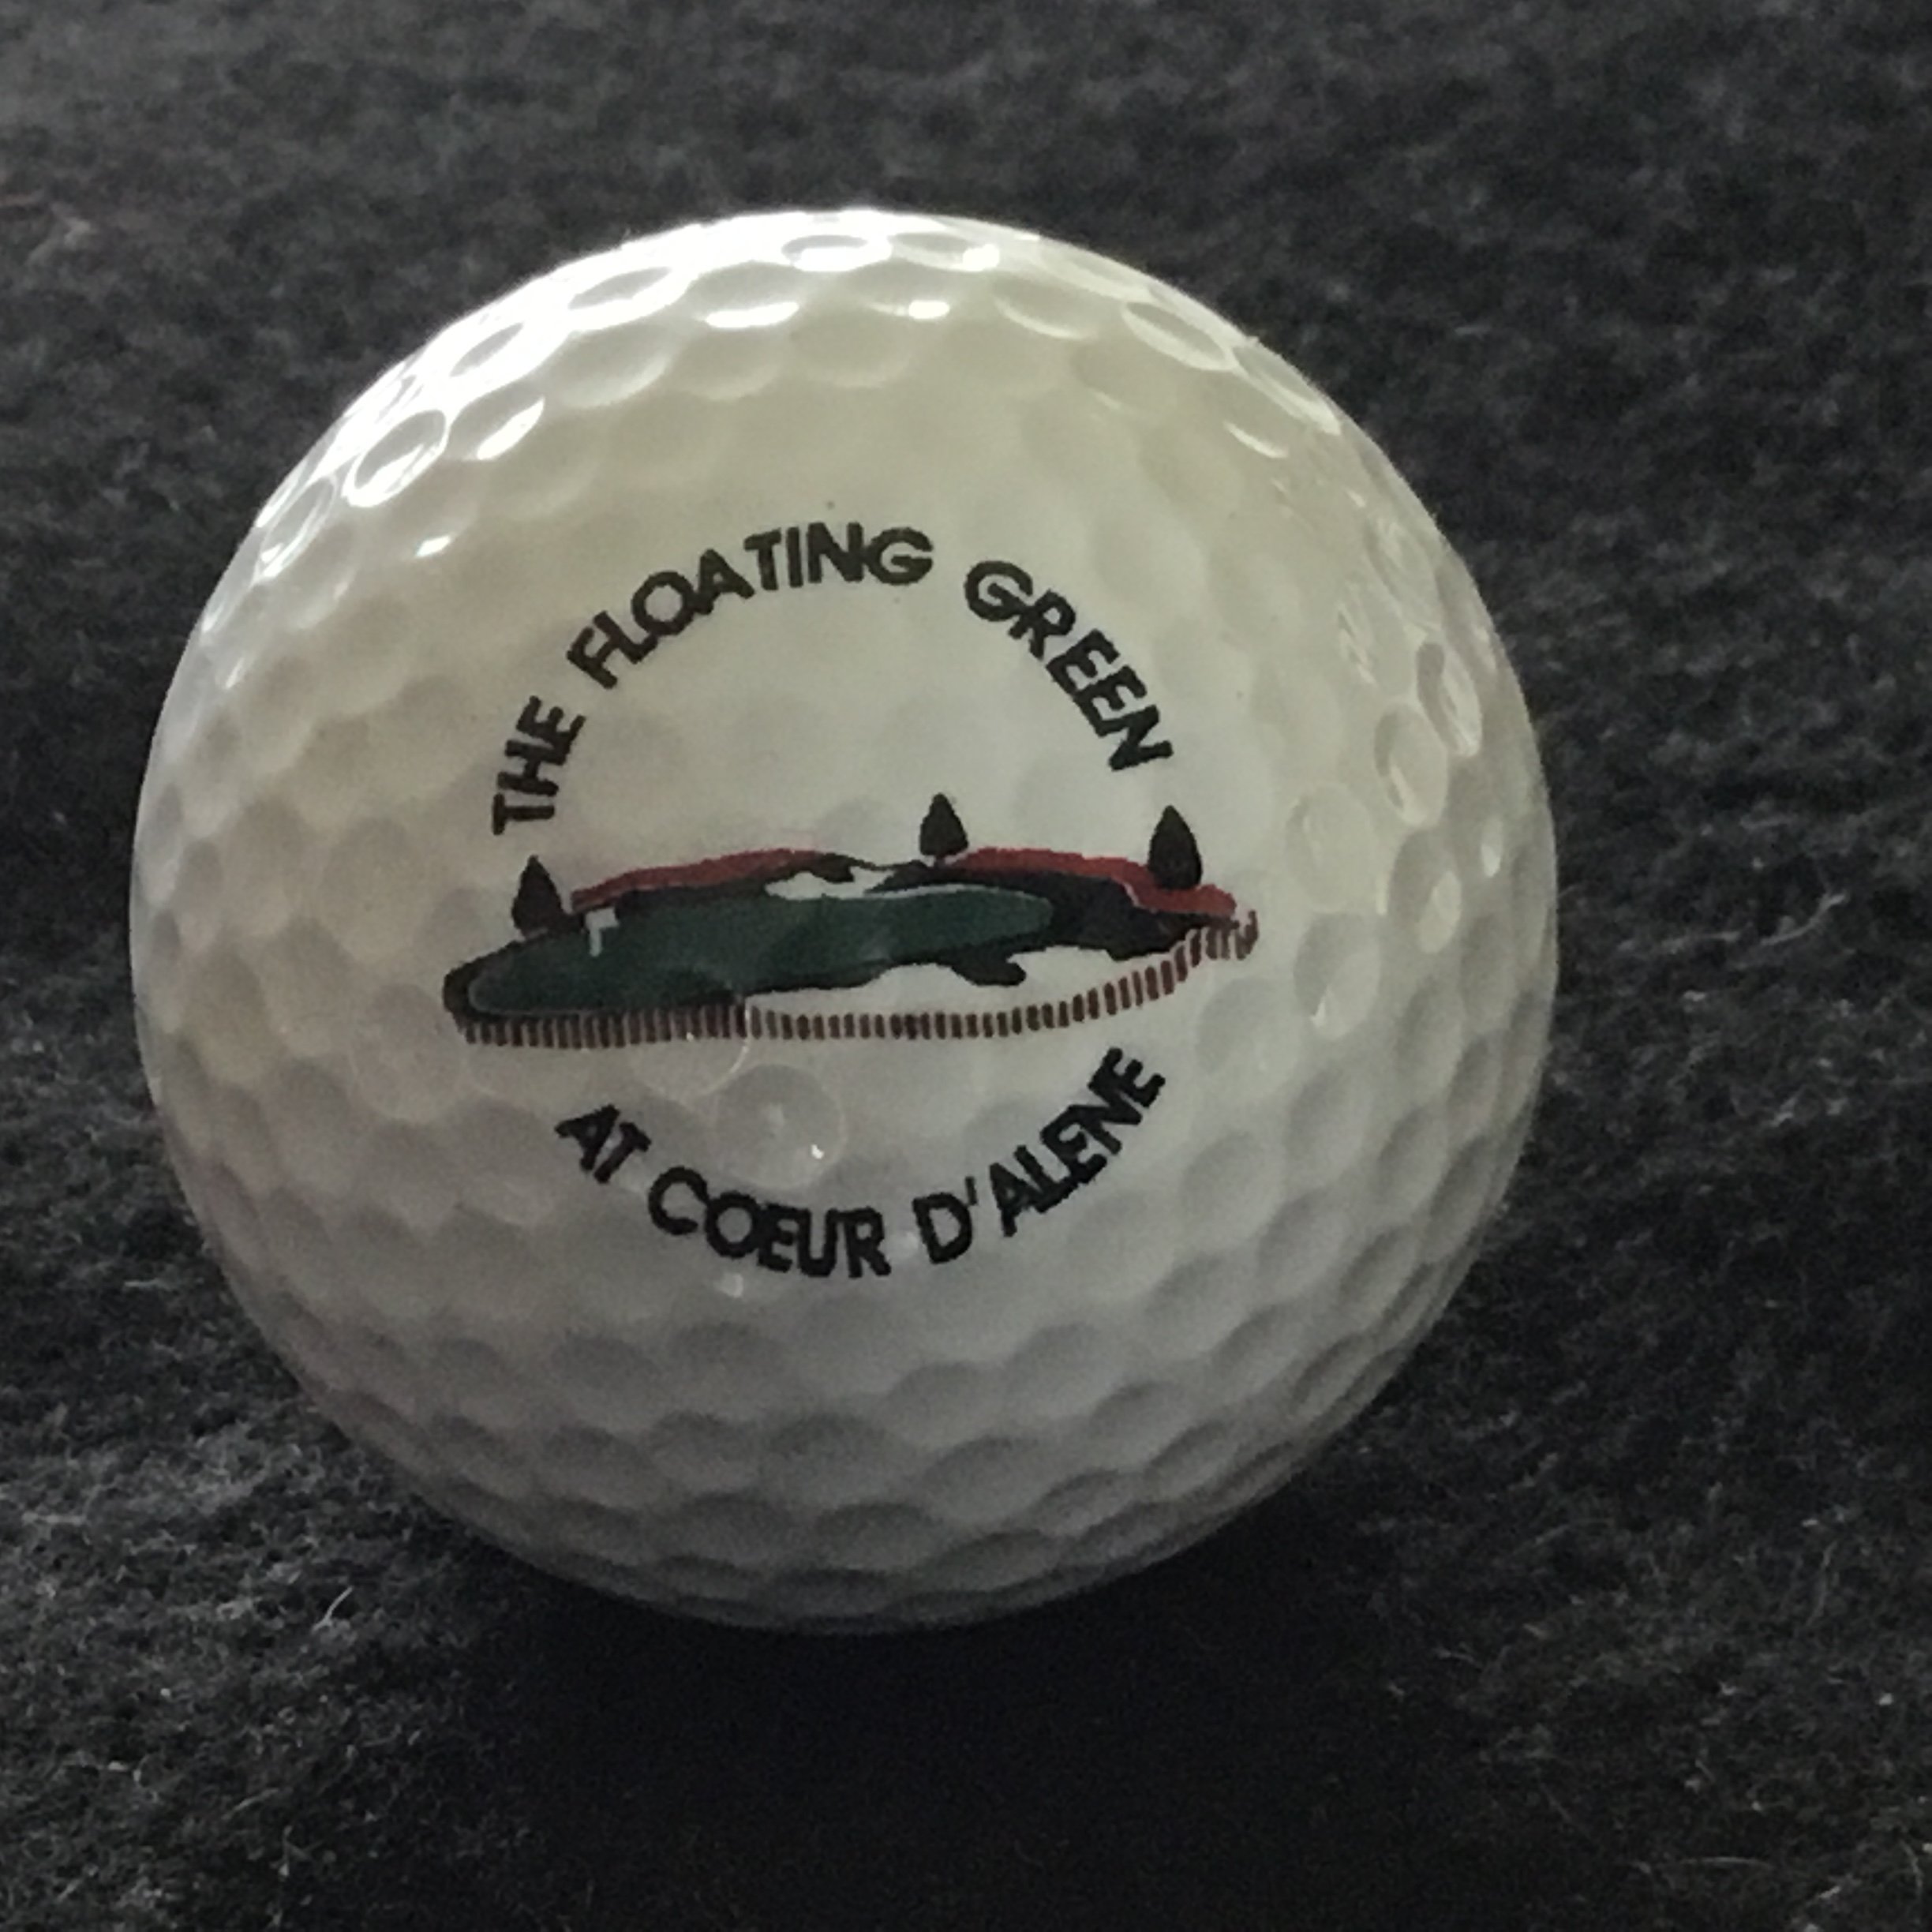 THE FLOATING GREEN
AT COEUR D'ALENE